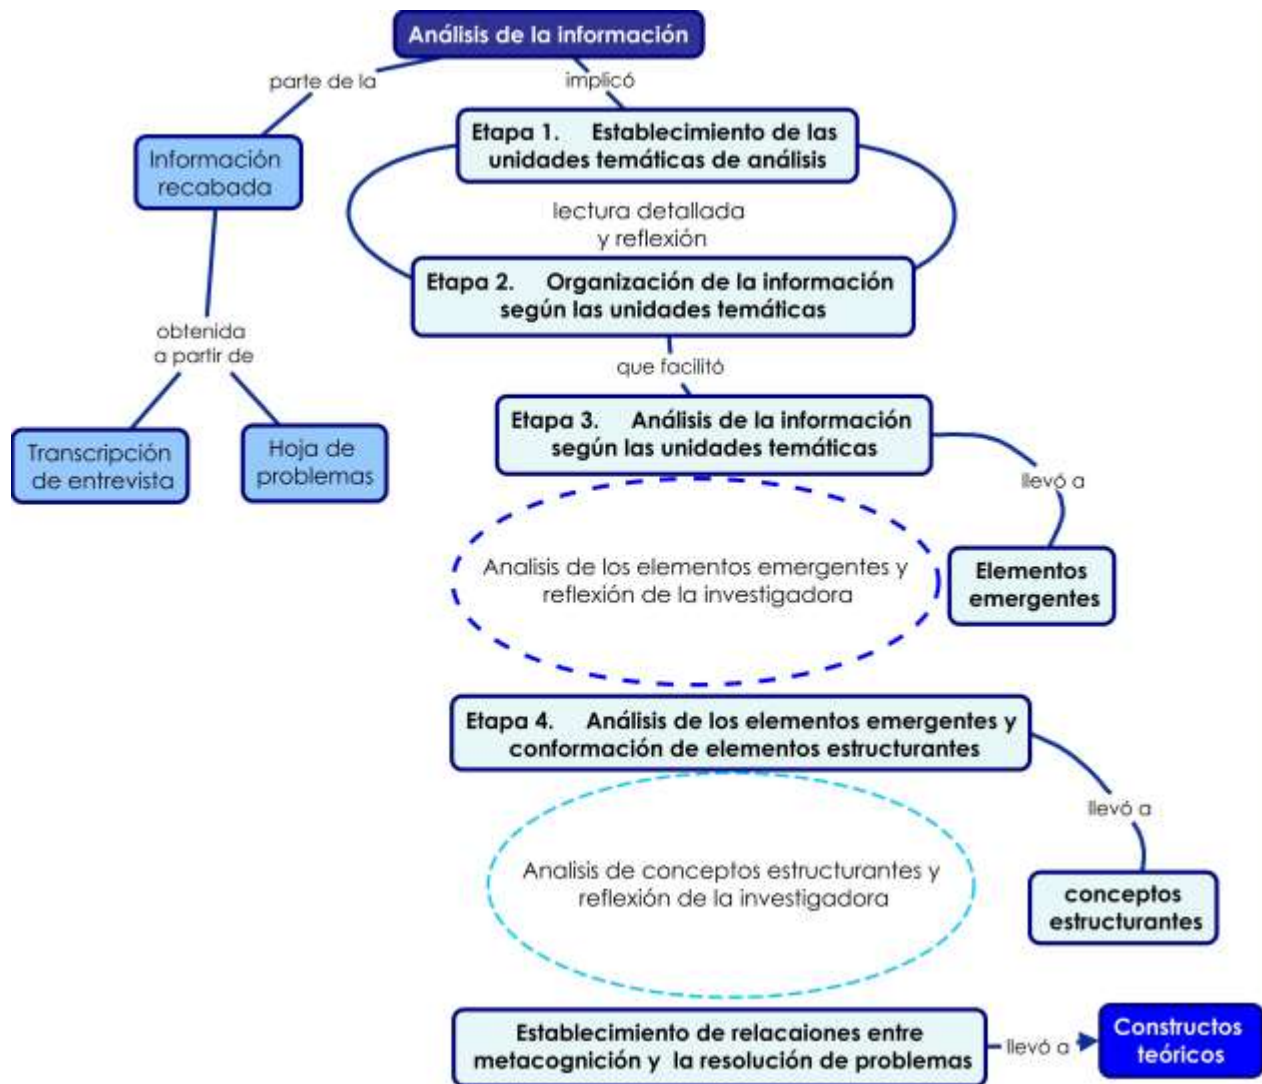 Análisis de la información
parte de la
implicó
Información
recabada
obtenida
a partir de
Transcripción
de entrevista
Hoja de
problemas
Etapa 1. Establecimiento de las
unidades temáticas de análisis
lectura detallada
y reflexión
Etapa 2. Organización de la información
según las unidades temáticas
que facilitó
Etapa 3. Análisis de la información
según las unidades temáticas
llevó a
Elementos
emergentes
Analisis de los elementos emergentes y
reflexión de la investigadora
Etapa 4. Análisis de los elementos emergentes y
conformación de elementos estructurantes
llevó a
conceptos
estructurantes
Analisis de conceptos estructurantes y
reflexión de la investigadora
Establecimiento de relacaiones entre
metacognición y la resolución de problemas
llevó a
Constructos
teóricos